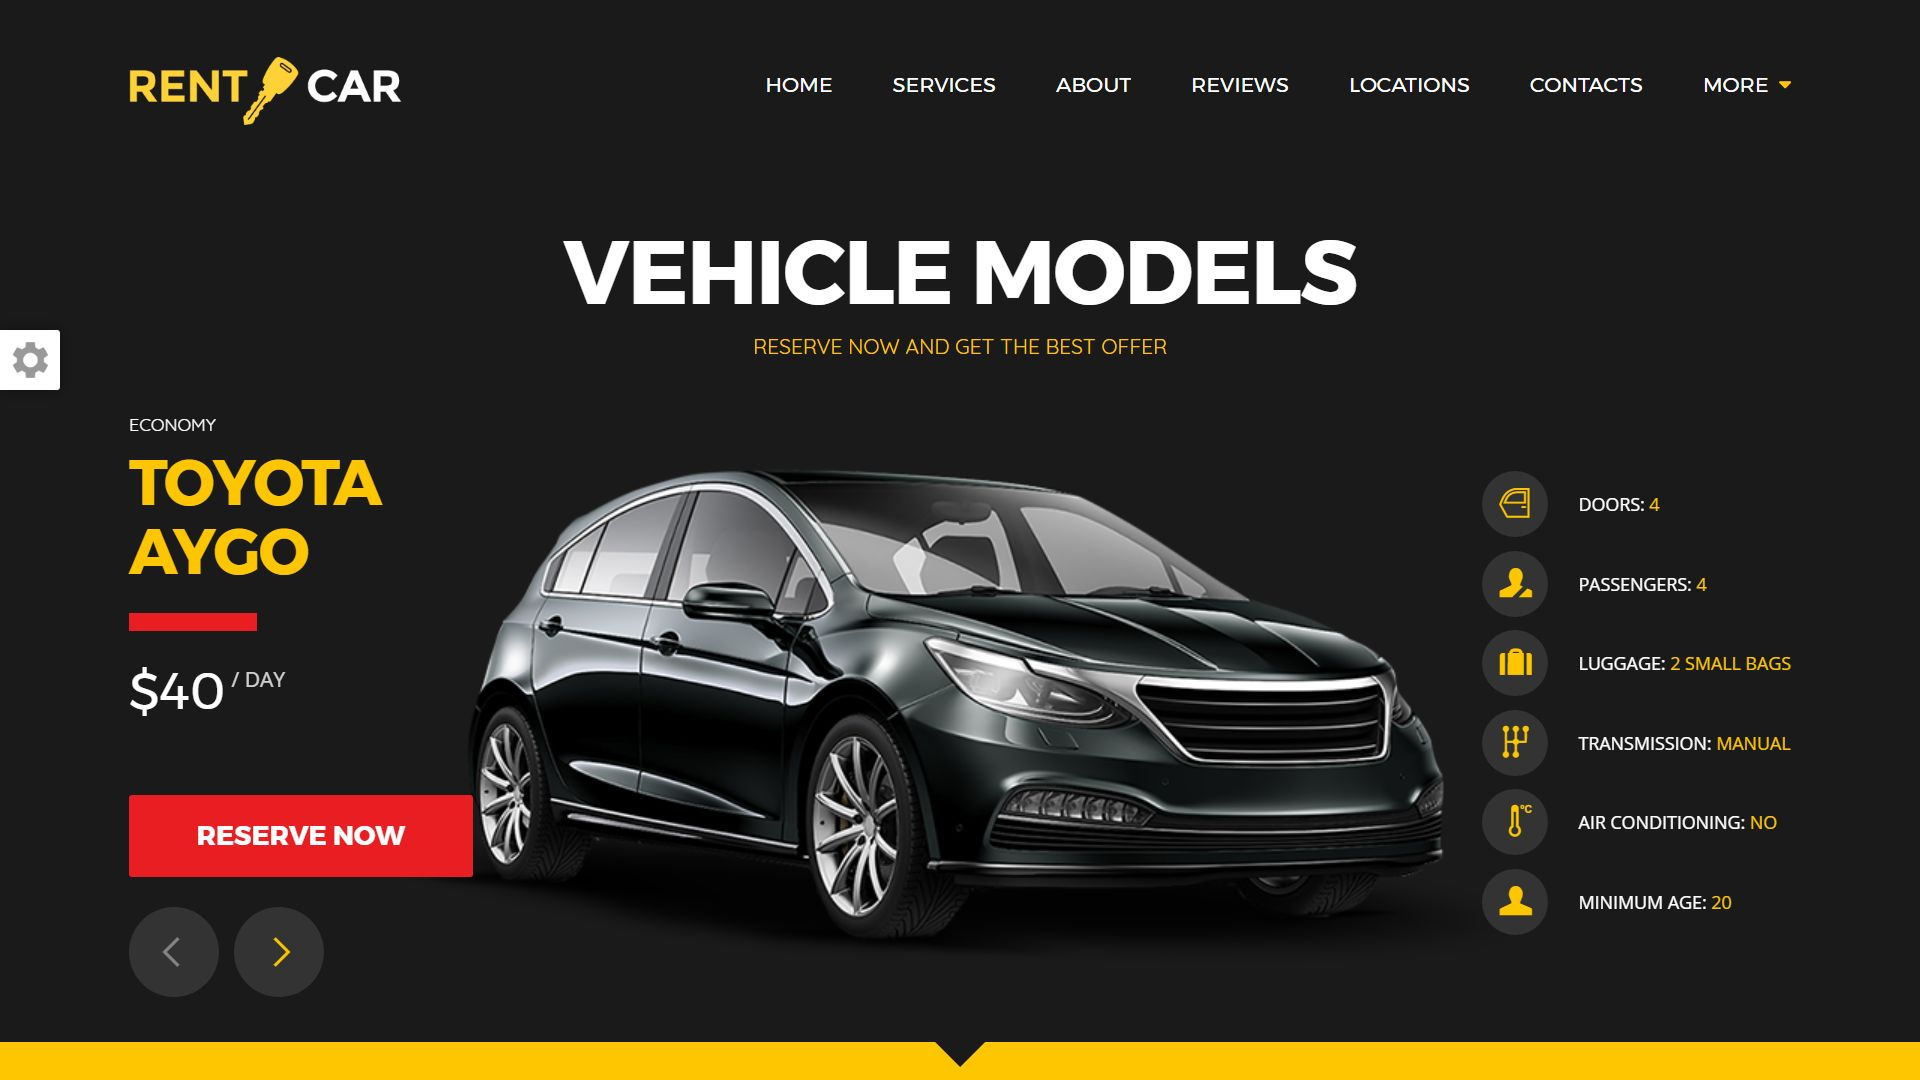 RENT CAR
HOME SERVICES ABOUT REVIEWS LOCATIONS CONTACTS MORE
VEHICLE MODELS
RESERVE NOW AND GET THE BEST OFFER
ECONOMY
TOYOTA
AYGO
$40 / DAY
RESERVE NOW
DOORS: 4
PASSENGERS: 4
LUGGAGE: 2 SMALL BAGS
TRANSMISSION: MANUAL
°C
AIR CONDITIONING: NO
MINIMUM AGE: 20